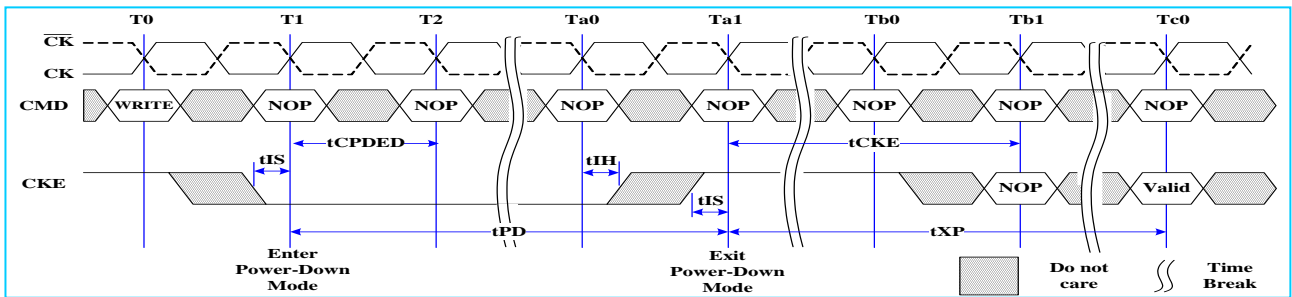 T0 T1 T2 Ta0 Ta1 Tb0 Tb1 Tc0
CK
CK
CMD WRITE NOP NOP NOP NOP NOP NOP NOP
tCPDED tCKE
tIS tIH
CKE NOP Valid
tIS
tPD tXP
Enter
Power-Down
Mode
Exit
Power-Down
Mode
Do not
care
Time
Break